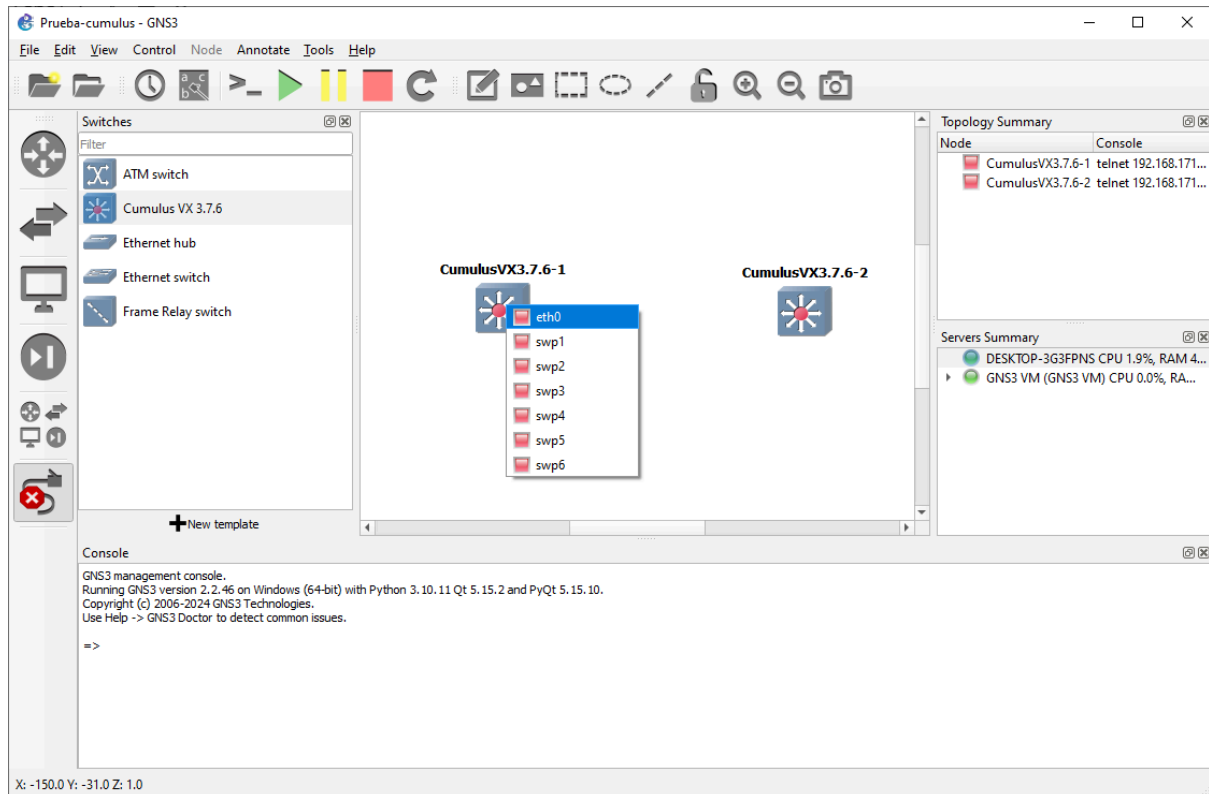 Prueba-cumulus - GNS3
File Edit View Control Node Annotate Tools Help
Switches
Filter
ATM switch
Cumulus VX 3.7.6
Ethernet hub
Ethernet switch
Frame Relay switch
New template
CumulusVX3.7.6-1
CumulusVX3.7.6-2
eth0
swp1
swp2
swp3
swp4
swp5
swp6
Topology Summary
Node Console
CumulusVX3.7.6-1 telnet 192.168.171...
CumulusVX3.7.6-2 telnet 192.168.171...
Servers Summary
DESKTOP-3G3FPNS CPU 1.9%, RAM 4...
GNS3 VM (GNS3 VM) CPU 0.0%, RA...
Console
GNS3 management console.
Running GNS3 version 2.2.46 on Windows (64-bit) with Python 3.10.11 Qt 5.15.2 and PyQt 5.15.10.
Copyright (c) 2006-2024 GNS3 Technologies.
Use Help -> GNS3 Doctor to detect common issues.
=>
X: -150.0 Y: -31.0 Z: 1.0